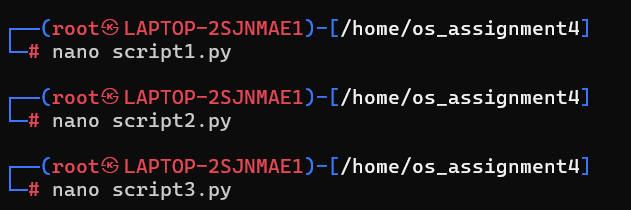 ┌──(root㉿LAPTOP-2SJNMAE1)-[/home/os_assignment4]
└─# nano script1.py
┌──(root㉿LAPTOP-2SJNMAE1)-[/home/os_assignment4]
└─# nano script2.py
┌──(root㉿LAPTOP-2SJNMAE1)-[/home/os_assignment4]
└─# nano script3.py